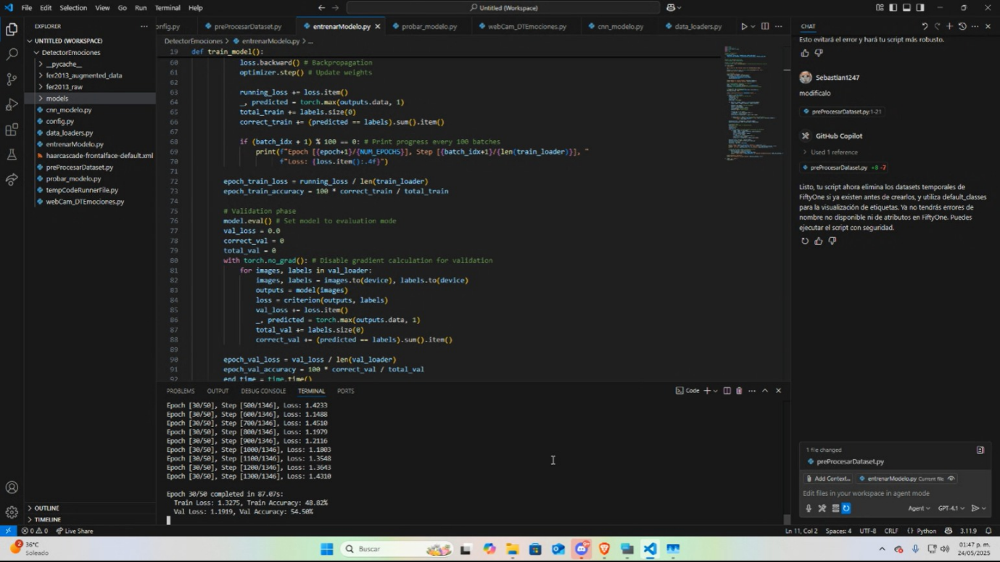 File Edit Selection View Go Run Terminal Help
Untitled (Workspace)
EXPLORER
UNTITLED (WORKSPACE)
DetectorEmociones
__pycache__
fer2013_augmented_data
fer2013_raw
models
cnn_modelo.py
config.py
data_loaders.py
entrenarModelo.py
haarcascade-frontalface-default.xml
preProcesarDataset.py
probar_modelo.py
tempCodeRunnerFile.py
webCam_DTEmociones.py
OUTLINE
TIMELINE
onfig.py preProcesarDataset.py entrenarModelo.py probar_modelo.py webCam_DTEmociones.py cnn_modelo.py data_loaders.py
DetectorEmociones > entrenarModelo.py > ...
19 def train_model():
60 loss.backward() # Backpropagation
61 optimizer.step() # Update weights
62
63 running_loss += loss.item()
64 _, predicted = torch.max(outputs.data, 1)
65 total_train += labels.size(0)
66 correct_train += (predicted == labels).sum().item()
67
68 if (batch_idx + 1) % 100 == 0: # Print progress every 100 batches
69 print(f"Epoch [{epoch+1}/{NUM_EPOCHS}], Step [{batch_idx+1}/{len(train_loader)}], "
70 f"Loss: {loss.item():.4f}")
71
72 epoch_train_loss = running_loss / len(train_loader)
73 epoch_train_accuracy = 100 * correct_train / total_train
74
75 # Validation phase
76 model.eval() # Set model to evaluation mode
77 val_loss = 0.0
78 correct_val = 0
79 total_val = 0
80 with torch.no_grad(): # Disable gradient calculation for validation
81 for images, labels in val_loader:
82 images, labels = images.to(device), labels.to(device)
83 outputs = model(images)
84 loss = criterion(outputs, labels)
85 val_loss += loss.item()
86 _, predicted = torch.max(outputs.data, 1)
87 total_val += labels.size(0)
88 correct_val += (predicted == labels).sum().item()
89
90 epoch_val_loss = val_loss / len(val_loader)
91 epoch_val_accuracy = 100 * correct_val / total_val
92 end_time = time.time()
PROBLEMS OUTPUT DEBUG CONSOLE TERMINAL PORTS
Code
Epoch [30/50], Step [500/1346], Loss: 1.4233
Epoch [30/50], Step [600/1346], Loss: 1.1488
Epoch [30/50], Step [700/1346], Loss: 1.4510
Epoch [30/50], Step [800/1346], Loss: 1.1979
Epoch [30/50], Step [900/1346], Loss: 1.2116
Epoch [30/50], Step [1000/1346], Loss: 1.1803
Epoch [30/50], Step [1100/1346], Loss: 1.3548
Epoch [30/50], Step [1200/1346], Loss: 1.3643
Epoch [30/50], Step [1300/1346], Loss: 1.4310
Epoch 30/50 completed in 87.07s:
Train Loss: 1.3275, Train Accuracy: 48.82%
Val Loss: 1.1919, Val Accuracy: 54.50%
CHAT
Esto evitará el error y hará tu script más robusto.
Sebastian1247
modificalo
preProcesarDataset.py:1-21
GitHub Copilot
Used 1 reference
preProcesarDataset.py +8 -7
Listo, tu script ahora elimina los datasets temporales de
FiftyOne si ya existen antes de crearlos, y utiliza default_classes
para la visualización de etiquetas. Ya no tendrás errores de
nombre no disponible ni de atributos en FiftyOne. Puedes
ejecutar el script con seguridad.
1 file changed
preProcesarDataset.py
Add Context... entrenarModelo.py Current file
Edit files in your workspace in agent mode
Agent GPT-4.1
0 0 Live Share
Ln 11, Col 2 Spaces: 4 UTF-8 CRLF {} Python 3.11.9
2
36°C
Soleado
Buscar
01:47 p. m.
24/05/2025